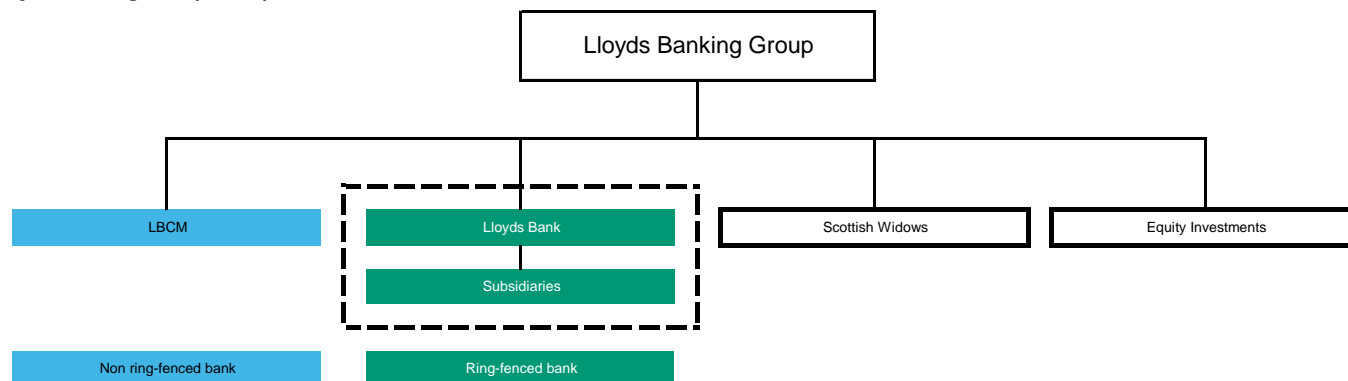 Lloyds Banking Group
LBCM
Lloyds Bank
Scottish Widows
Equity Investments
Subsidiaries
Non ring-fenced bank
Ring-fenced bank